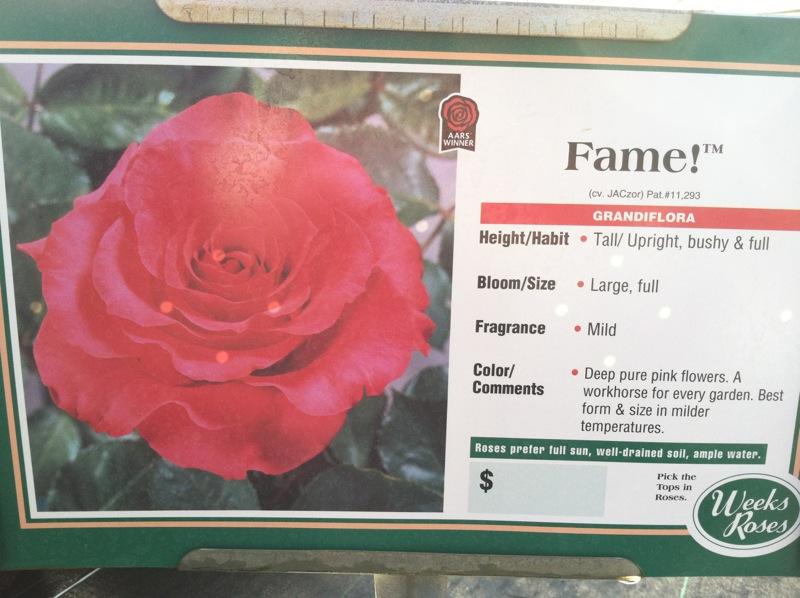 AARS
WINNER
Fame!™
(cv. JACzor) Pat.#11,293
GRANDIFLORA
Height/Habit • Tall/ Upright, bushy & full
Bloom/Size • Large, full
Fragrance • Mild
Color/
Comments • Deep pure pink flowers. A
workhorse for every garden. Best
form & size in milder
temperatures.
Roses prefer full sun, well-drained soil, ample water.
$
Pick the
Tops in
Roses.
Weeks
Roses